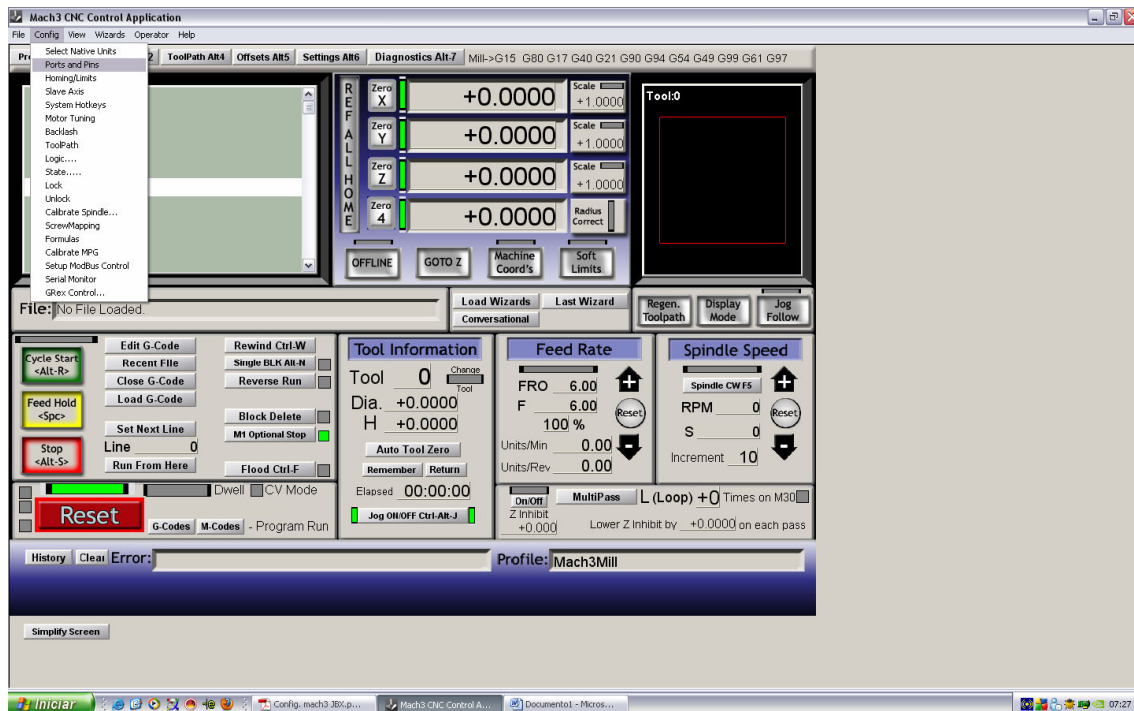 Mach3 CNC Control Application
File Config View Wizards Operator Help
Select Native Units
Ports and Pins
Homing/Limits
Slave Axis
System Hotkeys
Motor Tuning
Backlash
ToolPath
Logic....
State.....
Lock
Unlock
Calibrate Spindle...
ScrewMapping
Formulas
Calibrate MPG
Setup ModBus Control
Serial Monitor
GRex Control...
Pr 2 ToolPath Alt4 Offsets Alt5 Settings Alt6 Diagnostics Alt-7 Mill->G15 G80 G17 G40 G21 G90 G94 G54 G49 G99 G61 G97
REF ALL HOME
Zero X +0.0000 Scale +1.0000
Zero Y +0.0000 Scale +1.0000
Zero Z +0.0000 Scale +1.0000
Zero 4 +0.0000 Radius Correct
OFFLINE GOTO Z Machine Coord's Soft Limits
Tool:0
File: No File Loaded.
Load Wizards Last Wizard
Conversational
Regen. Toolpath Display Mode Jog Follow
Cycle Start <Alt-R>
Feed Hold <Spc>
Stop <Alt-S>
Edit G-Code Rewind Ctrl-W
Recent File Single BLK Alt-N
Close G-Code Reverse Run
Load G-Code
Block Delete
Set Next Line M1 Optional Stop
Line 0
Run From Here Flood Ctrl-F
Dwell CV Mode
Reset
G-Codes M-Codes - Program Run
Tool Information
Tool 0 Change Tool
Dia. +0.0000
H +0.0000
Auto Tool Zero
Remember Return
Elapsed 00:00:00
Jog ON/OFF Ctrl-Alt-J
Feed Rate
FRO 6.00
F 6.00
100 %
Reset
Units/Min 0.00
Units/Rev 0.00
Spindle Speed
Spindle CW F5
RPM 0
Reset
S 0
Increment 10
On/Off MultiPass L (Loop) +0 Times on M30
Z Inhibit
+0.000 Lower Z Inhibit by +0.0000 on each pass
History Clear Error: Profile: Mach3Mill
Simplify Screen
Iniciar Config. mach3 JBX.p... Mach3 CNC Control A... Documento1 - Micros... 07:27